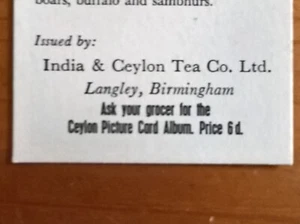 boars, buffalo and sambhurs.
Issued by:
India & Ceylon Tea Co. Ltd.
Langley, Birmingham
Ask your grocer for the
Ceylon Picture Card Album. Price 6d.